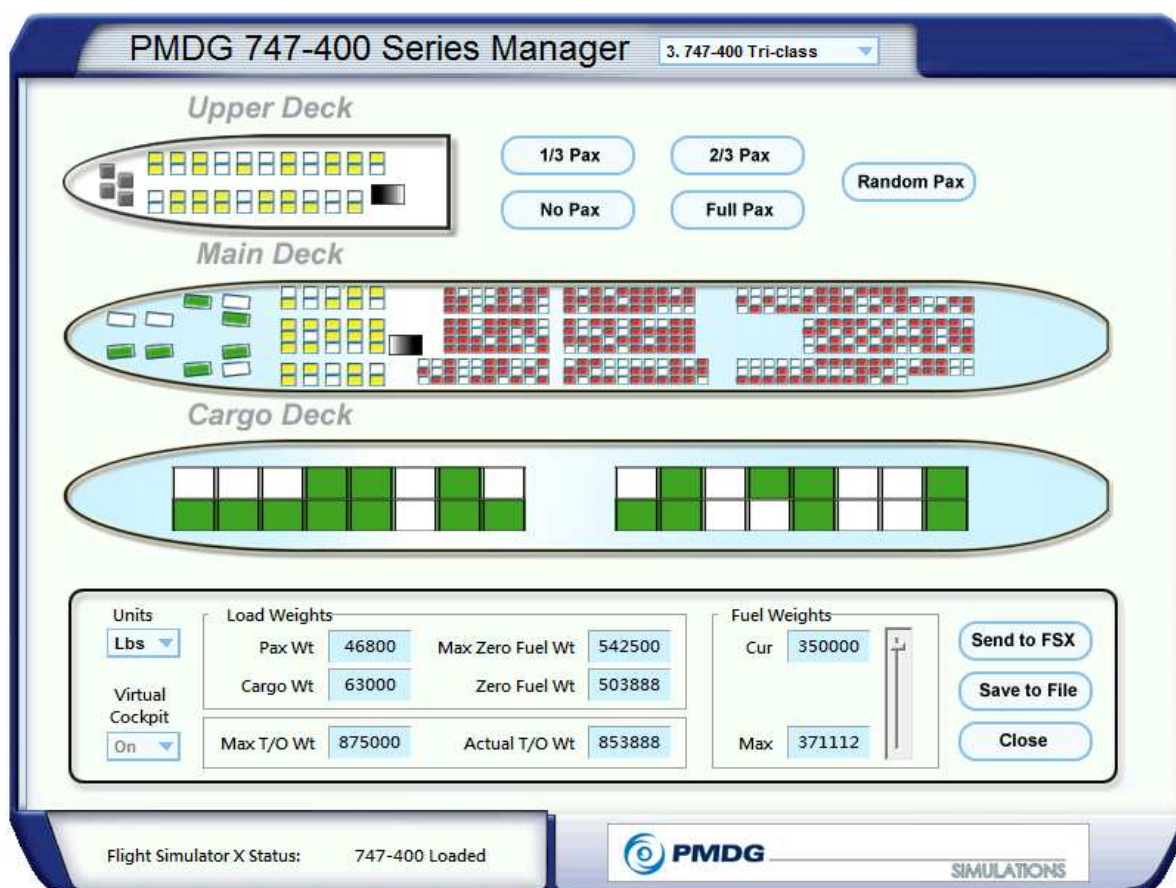 PMDG 747-400 Series Manager 3. 747-400 Tri-class
Upper Deck
1/3 Pax 2/3 Pax
Random Pax
No Pax Full Pax
Main Deck
Cargo Deck
Units
Lbs
Virtual
Cockpit
On
Load Weights
Pax Wt 46800 Max Zero Fuel Wt 542500
Cargo Wt 63000 Zero Fuel Wt 503888
Max T/O Wt 875000 Actual T/O Wt 853888
Fuel Weights
Cur 350000
Max 371112
Send to FSX
Save to File
Close
Flight Simulator X Status: 747-400 Loaded
PMDG
SIMULATIONS